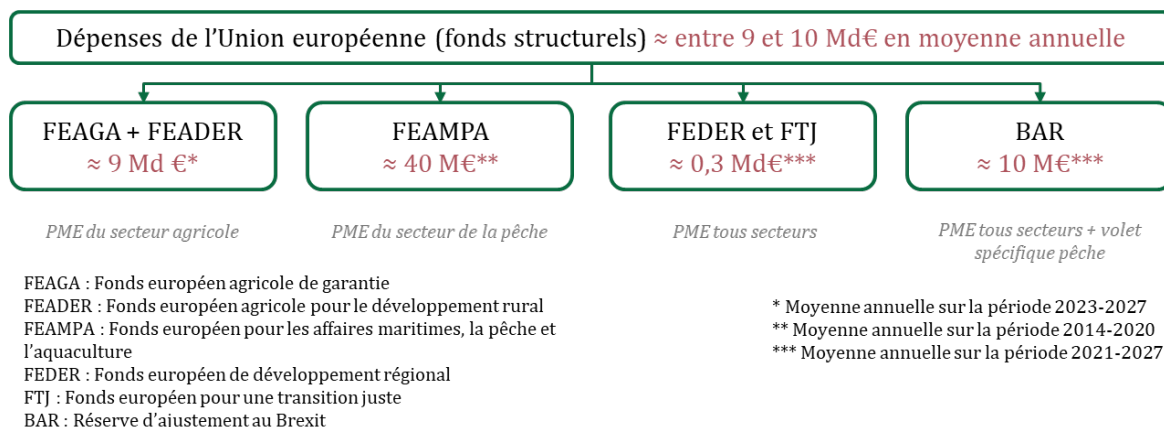 Dépenses de l'Union européenne (fonds structurels) ≈ entre 9 et 10 Md€ en moyenne annuelle
FEAGA + FEADER
≈ 9 Md €*
FEAMPA
≈ 40 M€**
FEDER et FTJ
≈ 0,3 Md€***
BAR
≈ 10 M€***
PME du secteur agricole
PME du secteur de la pêche
PME tous secteurs
PME tous secteurs + volet
spécifique pêche
FEAGA : Fonds européen agricole de garantie
FEADER : Fonds européen agricole pour le développement rural
FEAMPA : Fonds européen pour les affaires maritimes, la pêche et
l'aquaculture
FEDER : Fonds européen de développement régional
FTJ : Fonds européen pour une transition juste
BAR : Réserve d'ajustement au Brexit
* Moyenne annuelle sur la période 2023-2027
** Moyenne annuelle sur la période 2014-2020
*** Moyenne annuelle sur la période 2021-2027